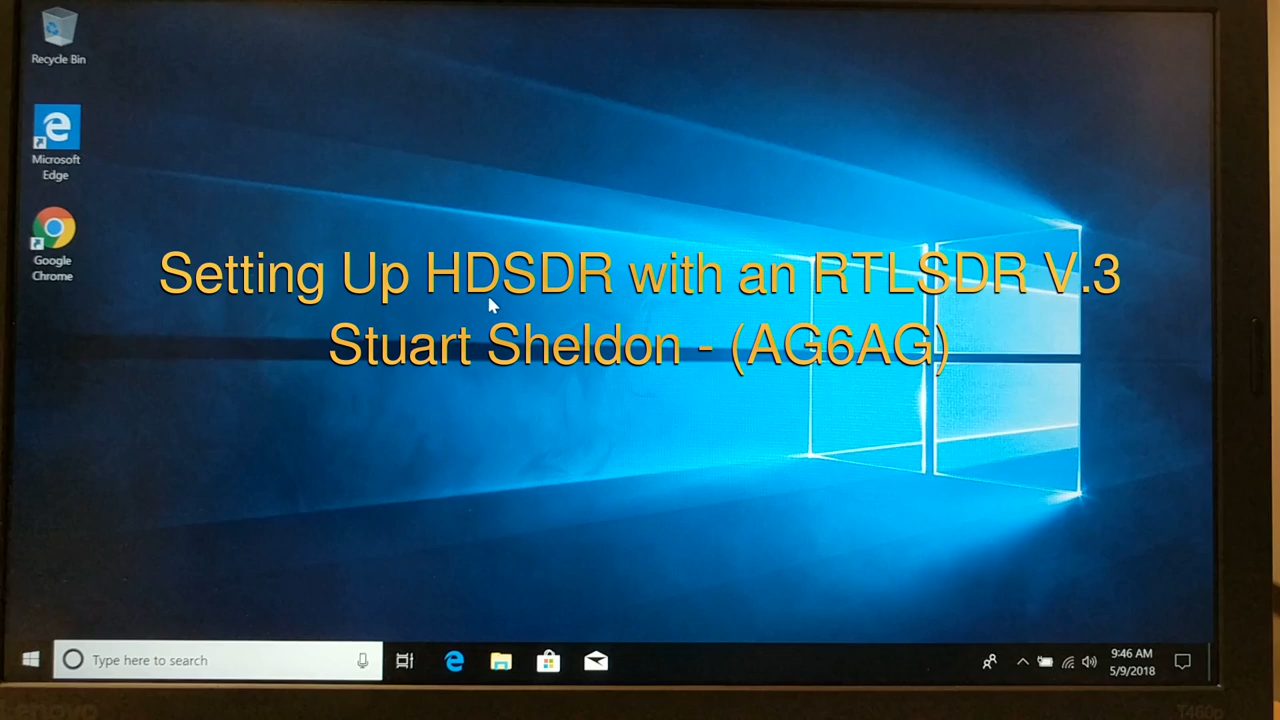 Recycle Bin
Microsoft
Edge
Google
Chrome
Setting Up HDSDR with an RTLSDR V.3
Stuart Sheldon - (AG6AG)
Type here to search
9:46 AM
5/9/2018
Lenovo